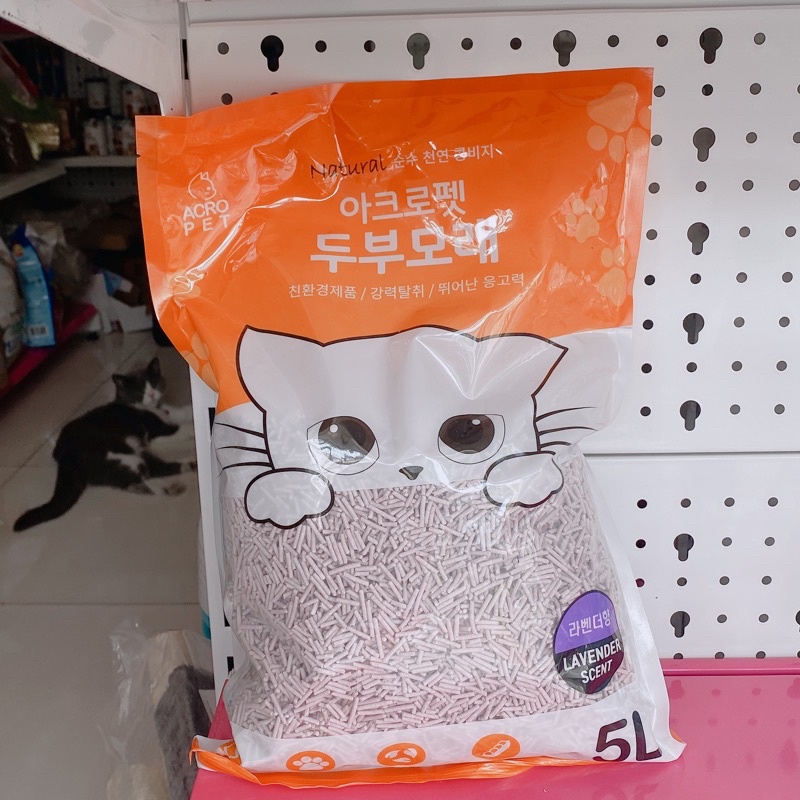 Natural 순수 천연 콩비지
ACRO
PET
아크로펫
두부모래
친환경제품 / 강력탈취 / 뛰어난 응고력
라벤더향
LAVENDER
SCENT
5L